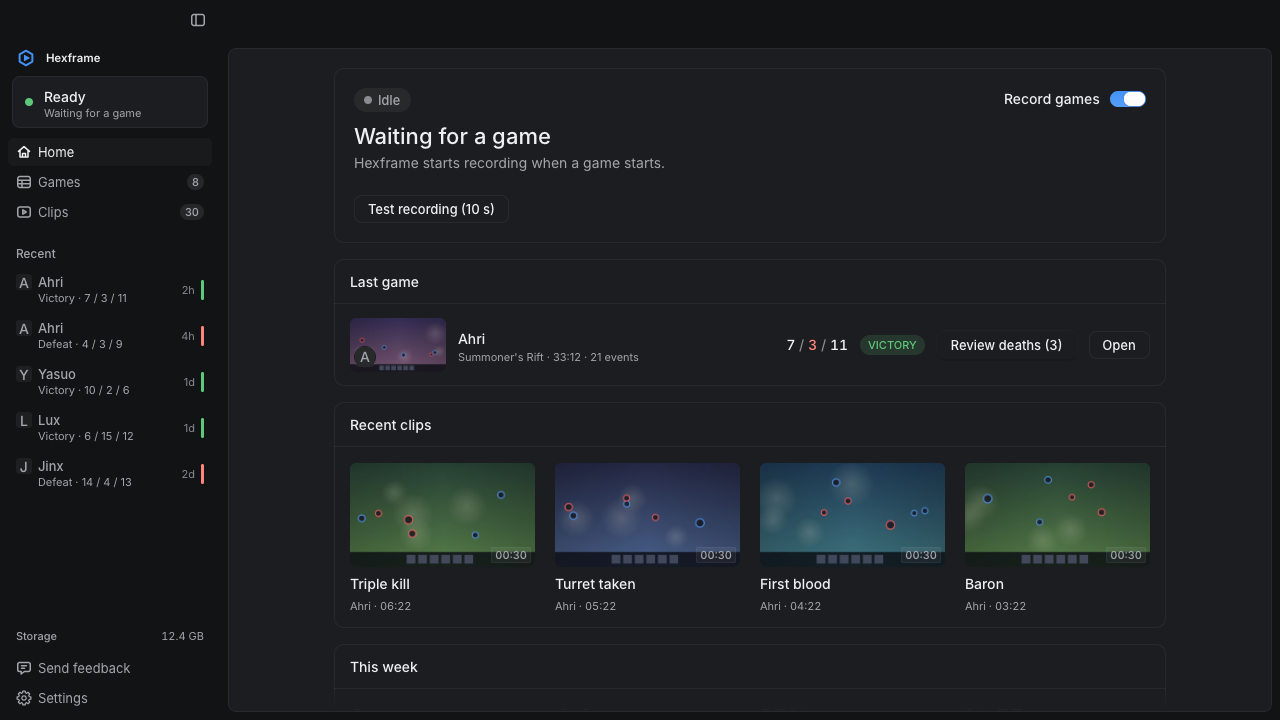 Hexframe
Ready
Waiting for a game
Home
Games 8
Clips 30
Recent
A Ahri
Victory · 7 / 3 / 11 2h
A Ahri
Defeat · 4 / 3 / 9 4h
Y Yasuo
Victory · 10 / 2 / 6 1d
L Lux
Victory · 6 / 15 / 12 1d
J Jinx
Defeat · 14 / 4 / 13 2d
Storage 12.4 GB
Send feedback
Settings
Idle
Record games
Waiting for a game
Hexframe starts recording when a game starts.
Test recording (10 s)
Last game
A
Ahri
Summoner's Rift · 33:12 · 21 events
7 / 3 / 11 VICTORY Review deaths (3) Open
Recent clips
00:30 00:30 00:30 00:30
Triple kill Turret taken First blood Baron
Ahri · 06:22 Ahri · 05:22 Ahri · 04:22 Ahri · 03:22
This week